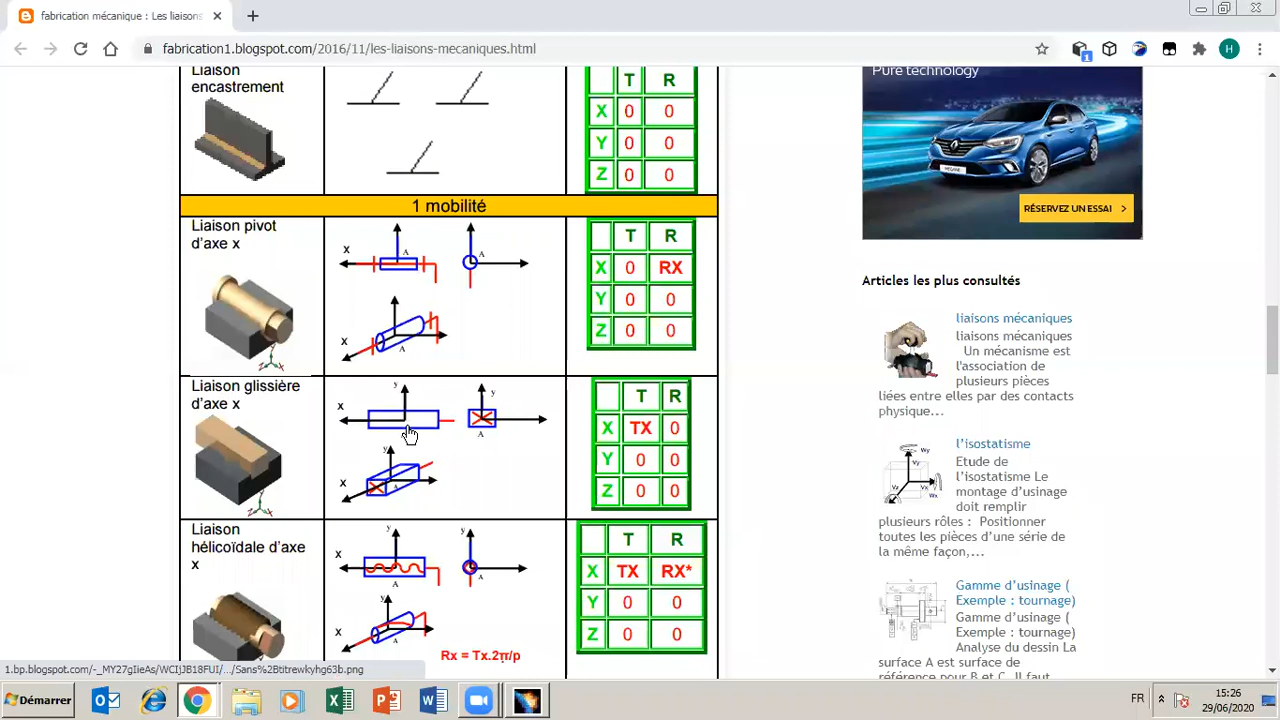 fabrication mécanique : Les liaisons
fabrication1.blogspot.com/2016/11/les-liaisons-mecaniques.html
1
H
Liaison
encastrement
T R
X 0 0
Y 0 0
Z 0 0
1 mobilité
Liaison pivot
d'axe x
X A A
X A
T R
X 0 RX
Y 0 0
Z 0 0
Liaison glissière
d'axe x
y y
X A
y
X A
T R
X TX 0
Y 0 0
Z 0 0
Liaison
hélicoïdale d'axe
x
y y
X A A
y
X A
Rx = Tx.2π/p
T R
X TX RX*
Y 0 0
Z 0 0
Pure technology
RÉSERVEZ UN ESSAI >
Articles les plus consultés
liaisons mécaniques
liaisons mécaniques
Un mécanisme est
l'association de
plusieurs pièces
liées entre elles par des contacts
physique...
l'isostatisme
Etude de
l'isostatisme Le
montage d'usinage
doit remplir
plusieurs rôles : Positionner
toutes les pièces d'une série de
la même façon,...
Gamme d'usinage (
Exemple : tournage)
Gamme d'usinage (
Exemple : tournage)
Analyse du dessin La
surface A est surface de
référence pour B et C. Il faut
1.bp.blogspot.com/-_MY27gIieAs/WCIJB18FUI/.../Sans%2Btitrewkyhg63b.png
Démarrer
FR
15:26
29/06/2020